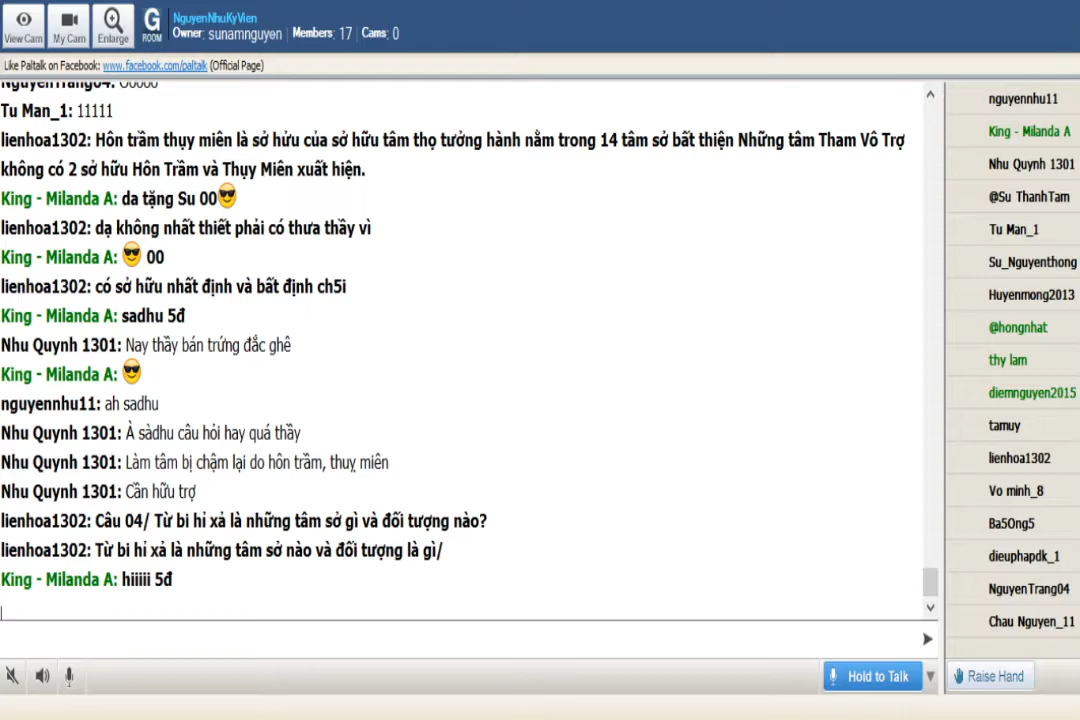 View Cam
My Cam
Enlarge
G
ROOM
NguyenNhuKyVien
Owner: sunamnguyen | Members: 17 | Cams: 0
Like Paltalk on Facebook: www.facebook.com/paltalk (Official Page)
NguyenTrang04: Ooooo
Tu Man_1: 11111
lienhoa1302: Hôn trầm thụy miên là sở hửu của sở hữu tâm thọ tưởng hành nằm trong 14 tâm sở bất thiện Những tâm Tham Vô Trợ
không có 2 sở hữu Hôn Trầm và Thụy Miên xuất hiện.
King - Milanda A: da tặng Su 00
lienhoa1302: dạ không nhất thiết phải có thưa thầy vì
King - Milanda A: 00
lienhoa1302: có sở hữu nhất định và bất định ch5i
King - Milanda A: sadhu 5đ
Nhu Quynh 1301: Nay thầy bán trứng đắc ghê
King - Milanda A:
nguyennhu11: ah sadhu
Nhu Quynh 1301: À sàdhu câu hỏi hay quá thầy
Nhu Quynh 1301: Làm tâm bị chậm lại do hôn trầm, thuỵ miên
Nhu Quynh 1301: Cần hữu trợ
lienhoa1302: Câu 04/ Từ bi hỉ xả là những tâm sở gì và đối tượng nào?
lienhoa1302: Từ bi hỉ xả là những tâm sở nào và đối tượng là gì/
King - Milanda A: hiiiii 5đ
nguyennhu11
King - Milanda A
Nhu Quynh 1301
@Su ThanhTam
Tu Man_1
Su_Nguyenthong
Huyenmong2013
@hongnhat
thy lam
diemnguyen2015
tamuy
lienhoa1302
Vo minh_8
Ba5Ong5
dieuphapdk_1
NguyenTrang04
Chau Nguyen_11
Hold to Talk
Raise Hand